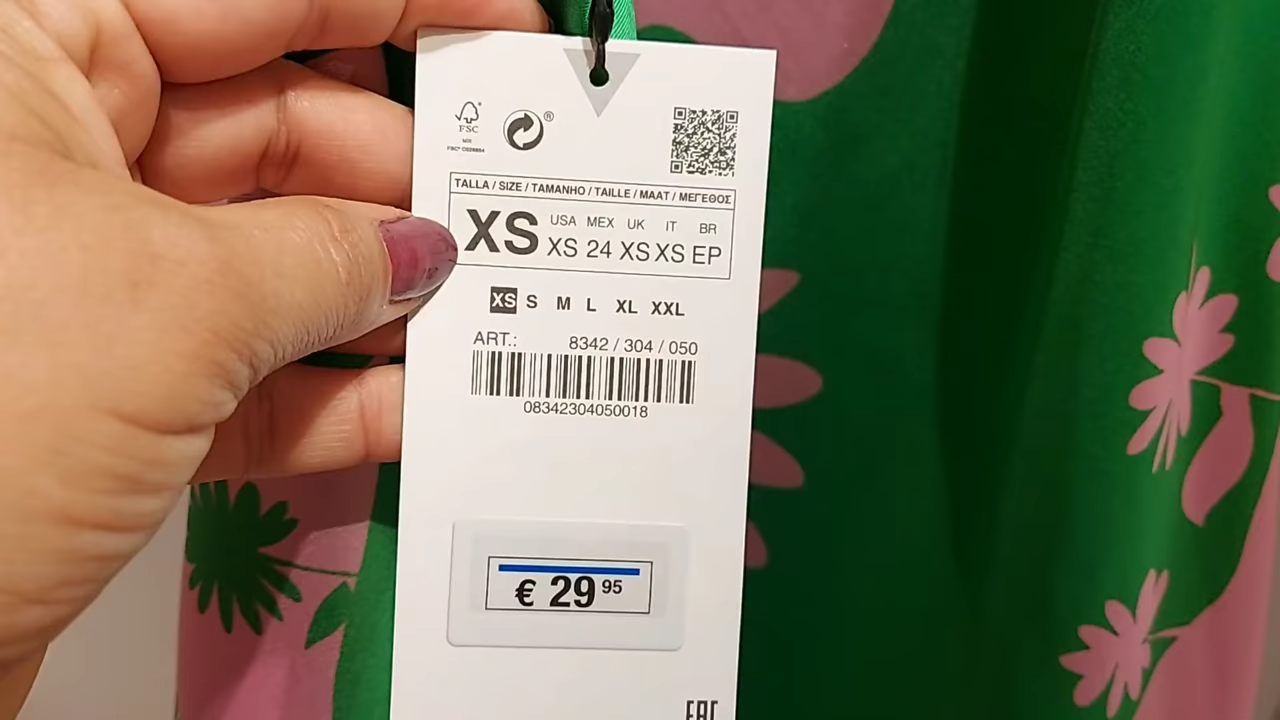 FSC
MIX
TALLA / SIZE / TAMANHO / TAILLE / MAAT / ΜΕΓΕΘΟΣ
XS
USA MEX UK IT BR
XS 24 XS XS EP
XS S M L XL XXL
ART.: 8342 / 304 / 050
08342304050018
€ 29 95
EAC